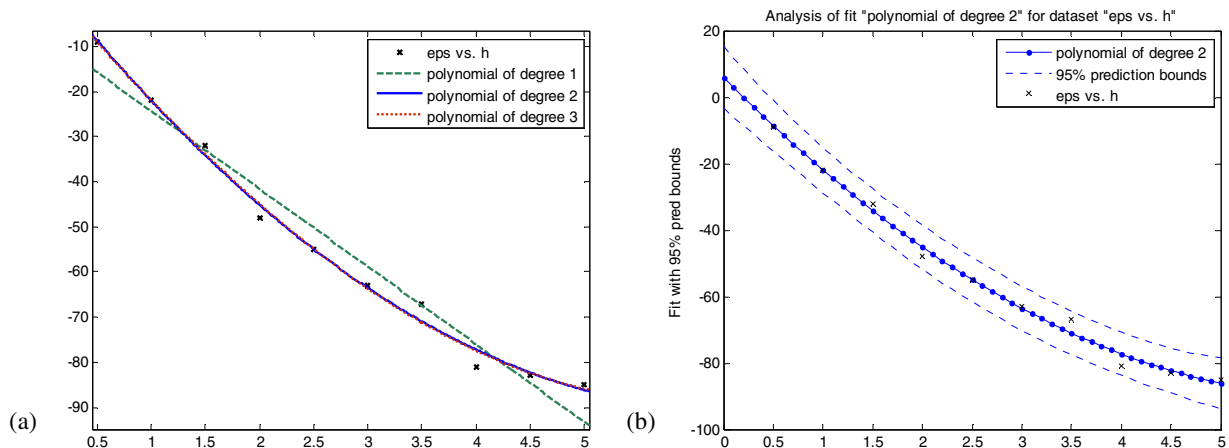 -10
-20
-30
-40
-50
-60
-70
-80
-90
0.5 1 1.5 2 2.5 3 3.5 4 4.5 5
eps vs. h
polynomial of degree 1
polynomial of degree 2
polynomial of degree 3
(a)
Analysis of fit "polynomial of degree 2" for dataset "eps vs. h"
20
0
-20
-40
-60
-80
-100
Fit with 95% pred bounds
0 0.5 1 1.5 2 2.5 3 3.5 4 4.5 5
polynomial of degree 2
95% prediction bounds
eps vs. h
(b)